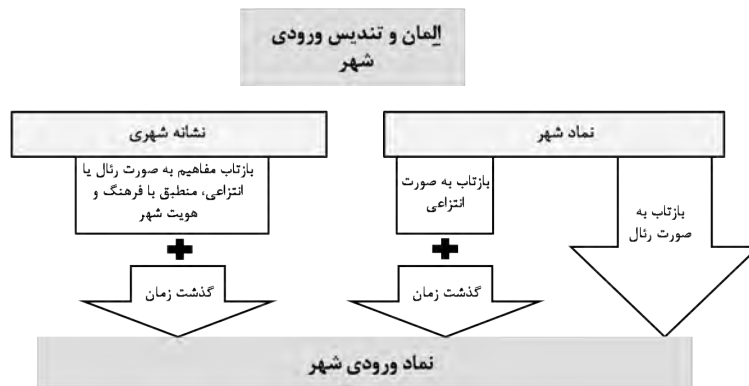 اِلمان و تندیس ورودی
شهر
نماد شهر
نشانه شهری
بازتاب به
صورت رئال
بازتاب به صورت
انتزاعی
بازتاب مفاهیم به صورت رئال یا
انتزاعی، منطبق با فرهنگ و
هویت شهر
گذشت زمان
گذشت زمان
نماد ورودی شهر